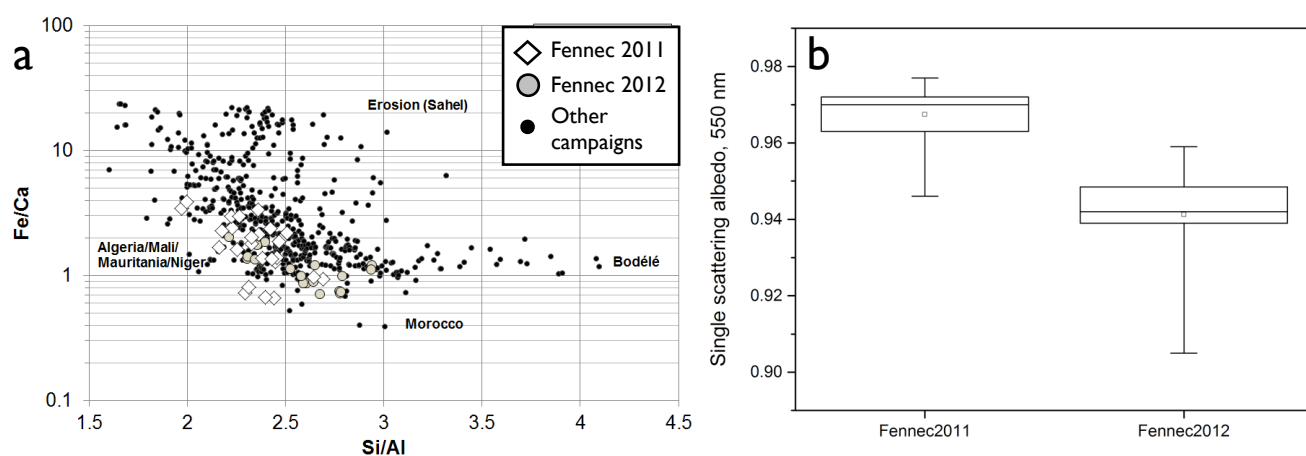 a
100
10
1
0.1
Fe/Ca
1.5
2
2.5
3
3.5
4
4.5
Si/Al
Fennec 2011
Fennec 2012
Other
campaigns
Erosion (Sahel)
Algeria/Mali/
Mauritania/Niger
Bodélé
Morocco
b
0.98
0.96
0.94
0.92
0.90
Single scattering albedo, 550 nm
Fennec2011
Fennec2012